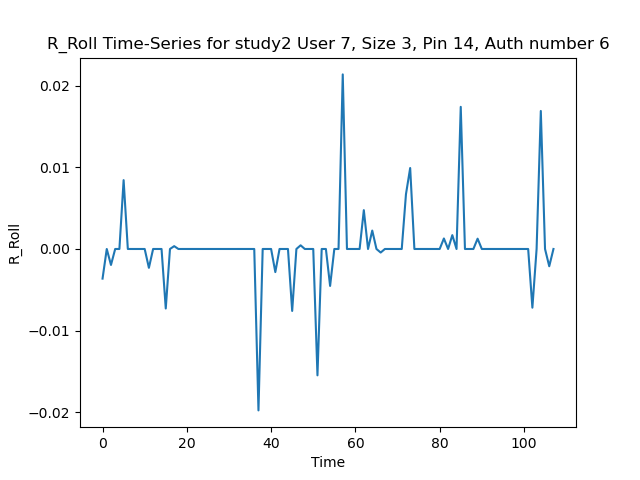 R_Roll Time-Series for study2 User 7, Size 3, Pin 14, Auth number 6
0.02
0.01
0.00
−0.01
−0.02
R_Roll
0 20 40 60 80 100
Time